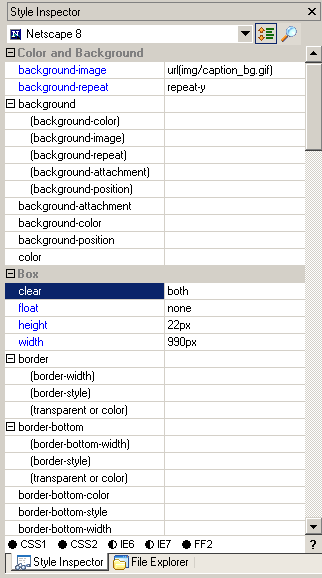 Style Inspector
Netscape 8
Color and Background
background-image url(img/caption_bg.gif)
background-repeat repeat-y
background
(background-color)
(background-image)
(background-repeat)
(background-attachment)
(background-position)
background-attachment
background-color
background-position
color
Box
clear both
float none
height 22px
width 990px
border
(border-width)
(border-style)
(transparent or color)
border-bottom
(border-bottom-width)
(border-style)
(transparent or color)
border-bottom-color
border-bottom-style
border-bottom-width
CSS1 CSS2 IE6 IE7 FF2 ?
Style Inspector File Explorer